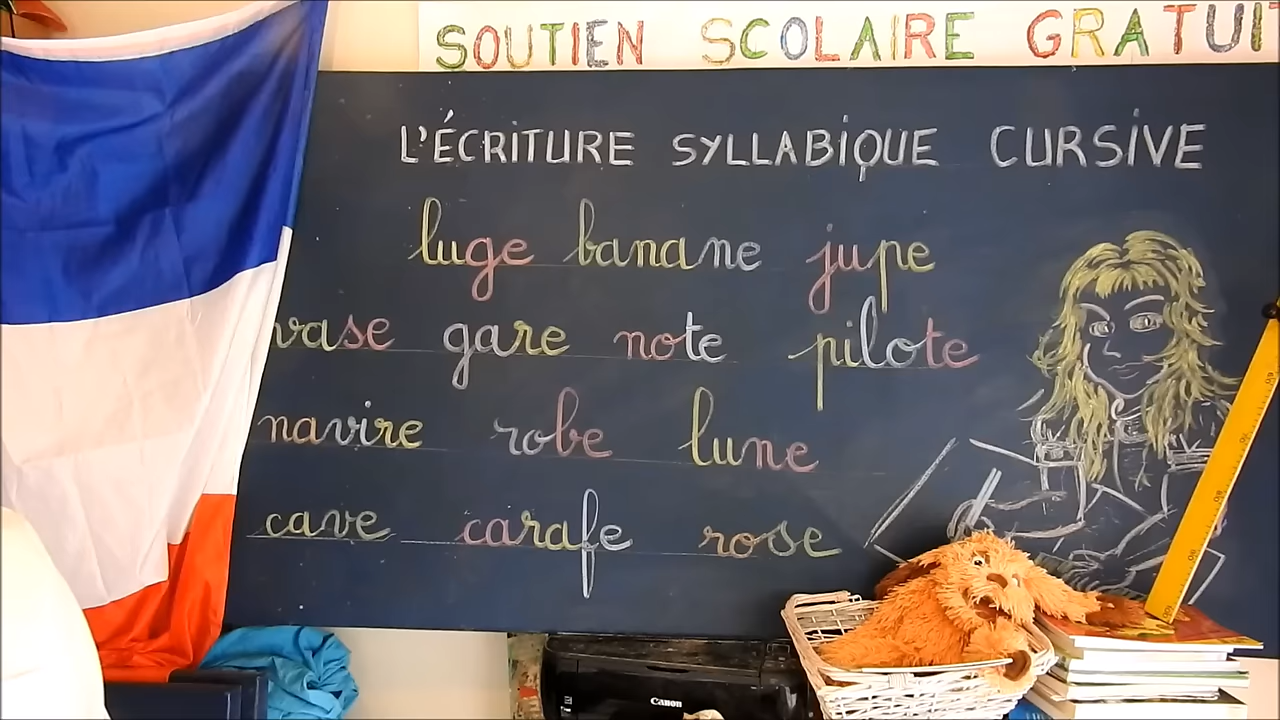 SOUTIEN SCOLAIRE GRATUIT
L'ÉCRITURE SYLLABIQUE CURSIVE
luge banane jupe
vase gare note pilote
navire robe lune
cave carafe rose
Canon